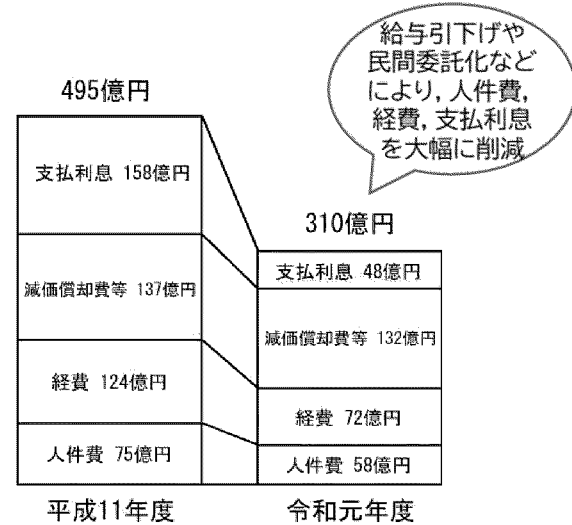 給与引下げや
民間委託化など
により,人件費,
経費,支払利息
を大幅に削減
495億円
支払利息 158億円
減価償却費等 137億円
経費 124億円
人件費 75億円
平成11年度
310億円
支払利息 48億円
減価償却費等 132億円
経費 72億円
人件費 58億円
令和元年度